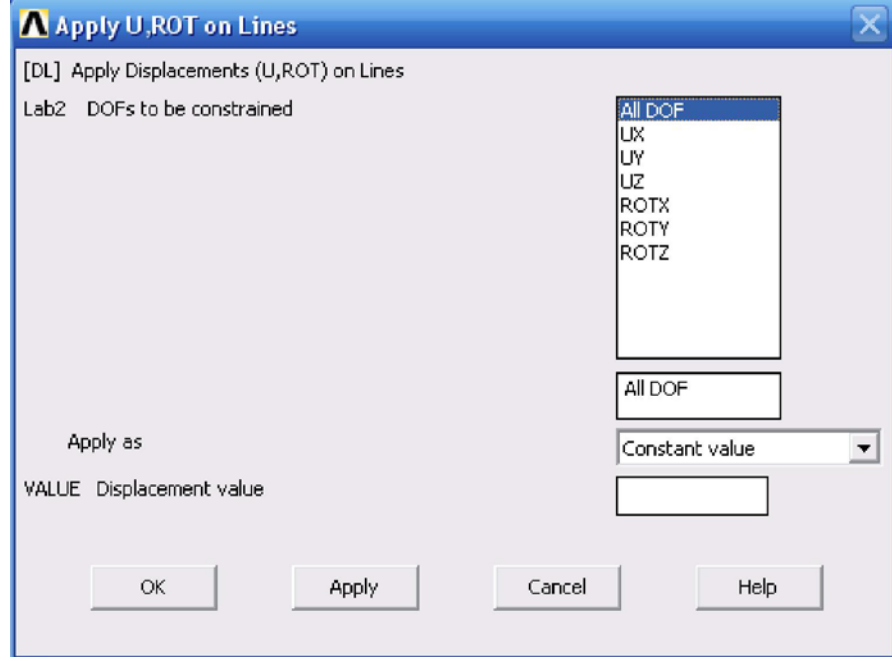 Apply U,ROT on Lines
[DL] Apply Displacements (U,ROT) on Lines
Lab2 DOFs to be constrained
All DOF
UX
UY
UZ
ROTX
ROTY
ROTZ
All DOF
Apply as Constant value
VALUE Displacement value
OK Apply Cancel Help